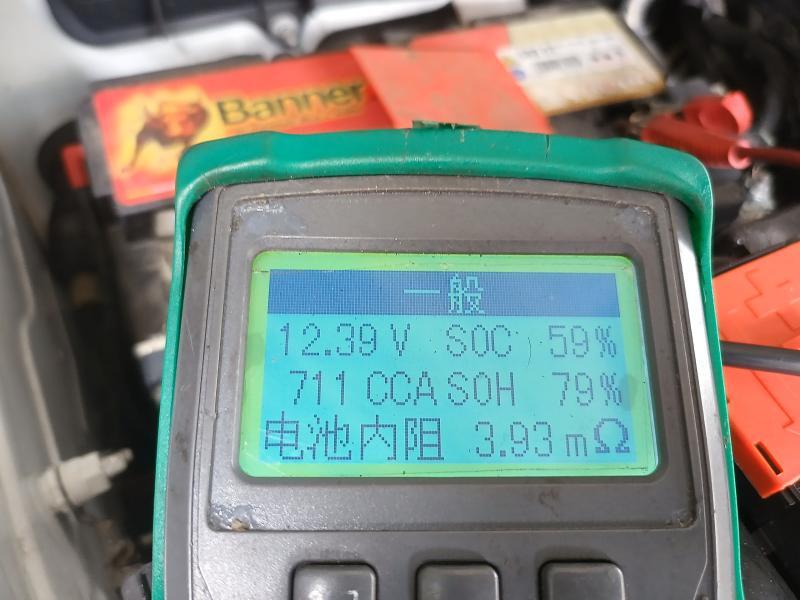 Banner
一般
12.39 V SOC 59%
711 CCA SOH 79%
电池内阻 3.93 mΩ